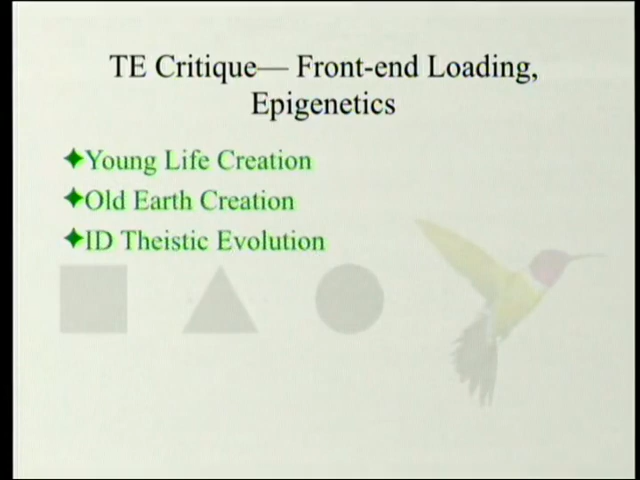 TE Critique— Front-end Loading,
Epigenetics
Young Life Creation
Old Earth Creation
ID Theistic Evolution